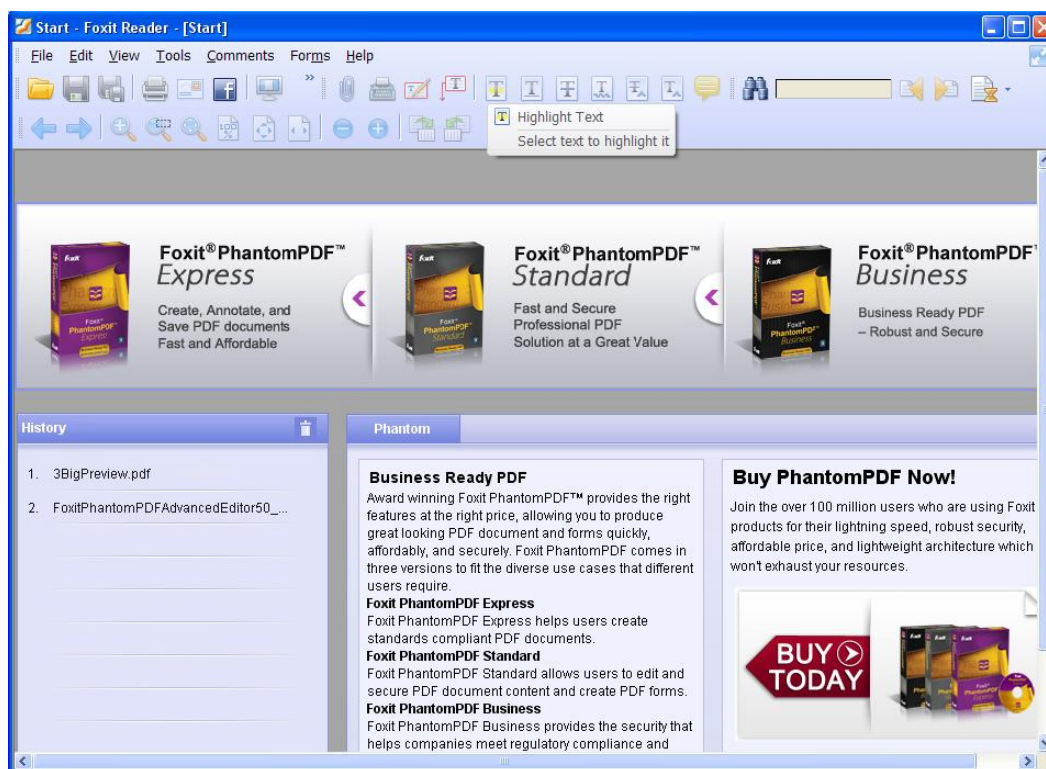 Start - Foxit Reader - [Start]
File Edit View Tools Comments Forms Help
Highlight Text
Select text to highlight it
Foxit®PhantomPDF™
Express
Create, Annotate, and
Save PDF documents
Fast and Affordable
Foxit®PhantomPDF™
Standard
Fast and Secure
Professional PDF
Solution at a Great Value
Foxit®PhantomPDF™
Business
Business Ready PDF
– Robust and Secure
History
1. 3BigPreview.pdf
2. FoxitPhantomPDFAdvancedEditor50_...
Phantom
Business Ready PDF
Award winning Foxit PhantomPDF™ provides the right
features at the right price, allowing you to produce
great looking PDF document and forms quickly,
affordably, and securely. Foxit PhantomPDF comes in
three versions to fit the diverse use cases that different
users require.
Foxit PhantomPDF Express
Foxit PhantomPDF Express helps users create
standards compliant PDF documents.
Foxit PhantomPDF Standard
Foxit PhantomPDF Standard allows users to edit and
secure PDF document content and create PDF forms.
Foxit PhantomPDF Business
Foxit PhantomPDF Business provides the security that
helps companies meet regulatory compliance and
Buy PhantomPDF Now!
Join the over 100 million users who are using Foxit
products for their lightning speed, robust security,
affordable price, and lightweight architecture which
won't exhaust your resources.
BUY
TODAY